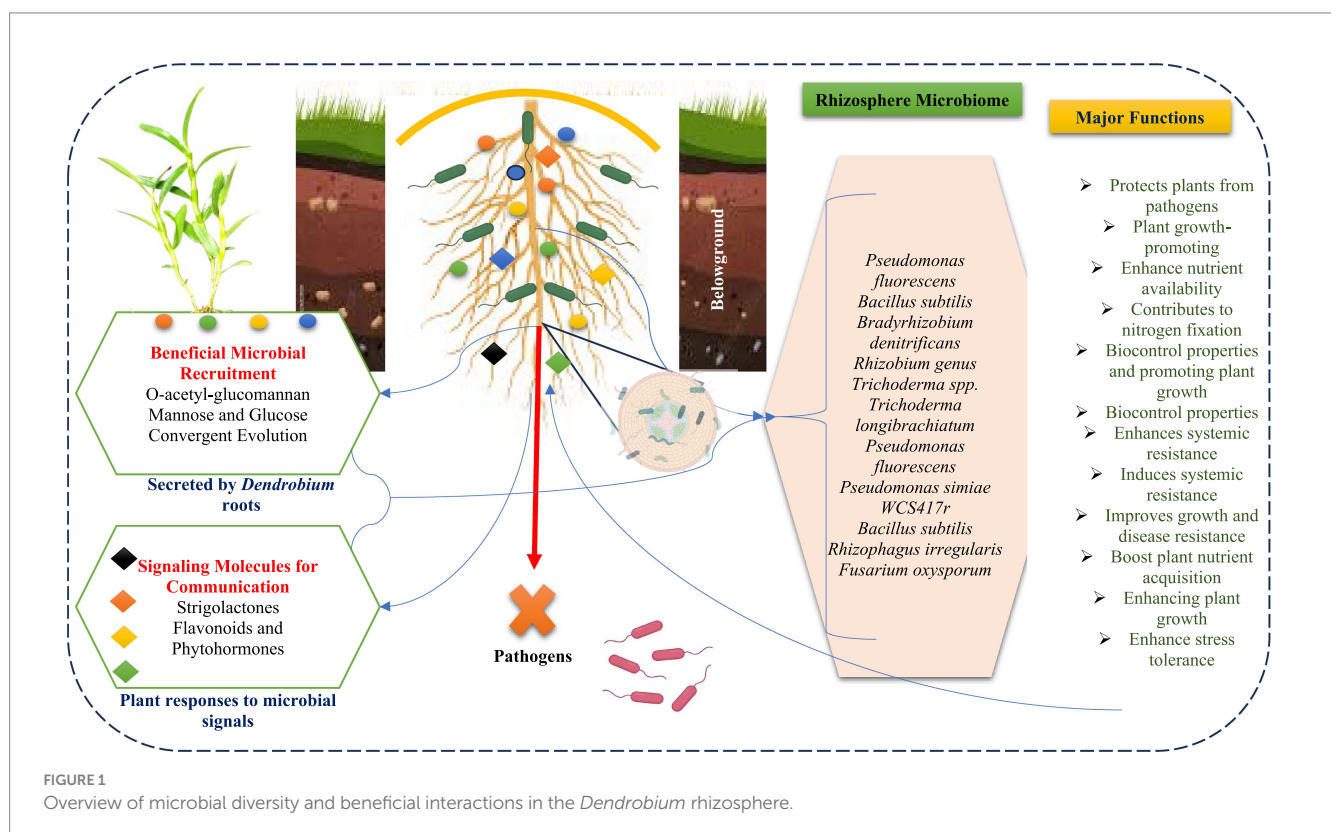 Rhizosphere Microbiome
Major Functions
Belowground
Beneficial Microbial
Recruitment
O-acetyl-glucomannan
Mannose and Glucose
Convergent Evolution
Secreted by Dendrobium
roots
Signaling Molecules for
Communication
Strigolactones
Flavonoids and
Phytohormones
Plant responses to microbial
signals
Pathogens
Pseudomonas
fluorescens
Bacillus subtilis
Bradyrhizobium
denitrificans
Rhizobium genus
Trichoderma spp.
Trichoderma
longibrachiatum
Pseudomonas
fluorescens
Pseudomonas simiae
WCS417r
Bacillus subtilis
Rhizophagus irregularis
Fusarium oxysporum
➢ Protects plants from
pathogens
➢ Plant growth-
promoting
➢ Enhance nutrient
availability
➢ Contributes to
nitrogen fixation
➢ Biocontrol properties
and promoting plant
growth
➢ Biocontrol properties
➢ Enhances systemic
resistance
➢ Induces systemic
resistance
➢ Improves growth and
disease resistance
➢ Boost plant nutrient
acquisition
➢ Enhancing plant
growth
➢ Enhance stress
tolerance
FIGURE 1
Overview of microbial diversity and beneficial interactions in the Dendrobium rhizosphere.